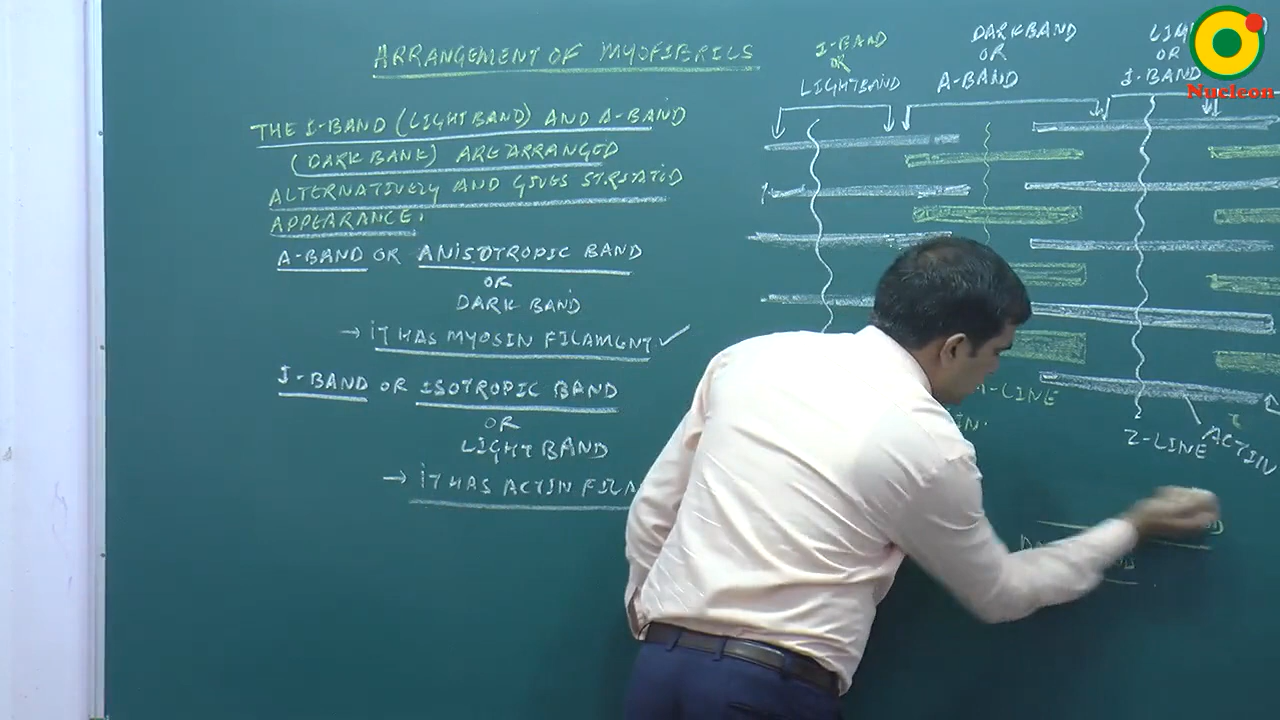 ARRANGEMENT OF MYOFIBRILS
THE I-BAND (LIGHT BAND) AND A-BAND
(DARK BANK) ARE ARRANGED
ALTERNATIVELY AND GIVES STRIATED
APPEARANCE.
A-BAND OR ANISOTROPIC BAND
OR
DARK BAND
→ IT HAS MYOSIN FILAMENT ✓
I-BAND OR ISOTROPIC BAND
OR
LIGHT BAND
→ IT HAS ACTIN
I-BAND
OR
LIGHT BAND
DARK BAND
OR
A-BAND
OR
I-BAND
Nucleon
Z-LINE
ACTIN